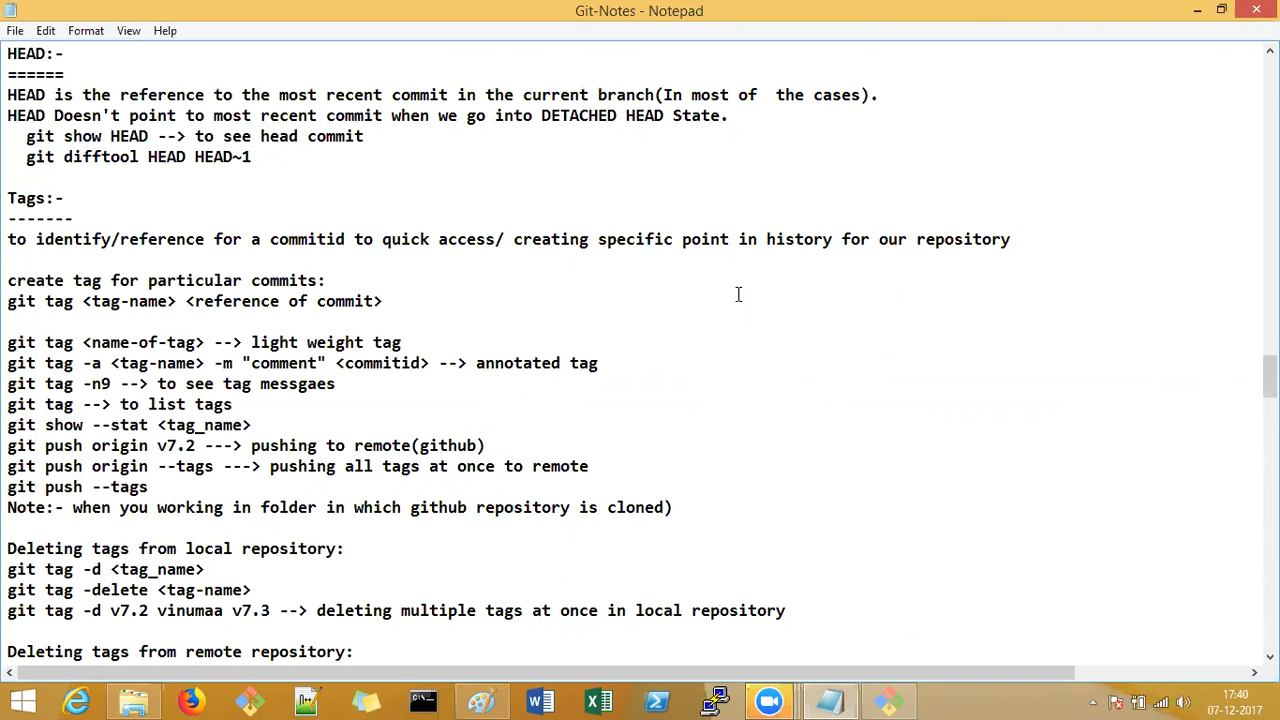 Git-Notes - Notepad
File Edit Format View Help
HEAD:-
======
HEAD is the reference to the most recent commit in the current branch(In most of  the cases).
HEAD Doesn't point to most recent commit when we go into DETACHED HEAD State.
  git show HEAD --> to see head commit
  git difftool HEAD HEAD~1
Tags:-
-------
to identify/reference for a commitid to quick access/ creating specific point in history for our repository
create tag for particular commits:
git tag <tag-name> <reference of commit>
git tag <name-of-tag> --> light weight tag
git tag -a <tag-name> -m "comment" <commitid> --> annotated tag
git tag -n9 --> to see tag messgaes
git tag --> to list tags
git show --stat <tag_name>
git push origin v7.2 ---> pushing to remote(github)
git push origin --tags ---> pushing all tags at once to remote
git push --tags
Note:- when you working in folder in which github repository is cloned)
Deleting tags from local repository:
git tag -d <tag_name>
git tag -delete <tag-name>
git tag -d v7.2 vinumaa v7.3 --> deleting multiple tags at once in local repository
Deleting tags from remote repository:
17:40
07-12-2017